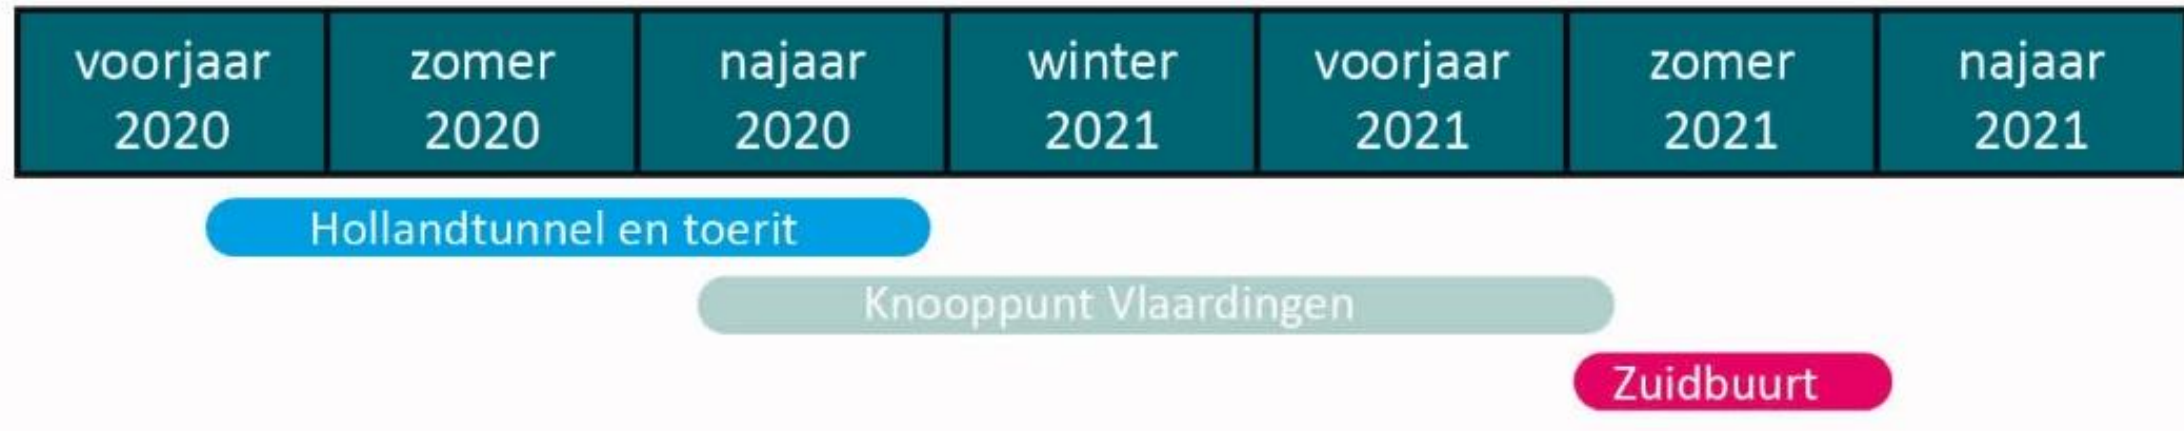 voorjaar 2020
zomer 2020
najaar 2020
winter 2021
voorjaar 2021
zomer 2021
najaar 2021
Hollandtunnel en toerit
Knooppunt Vlaardingen
Zuidbuurt